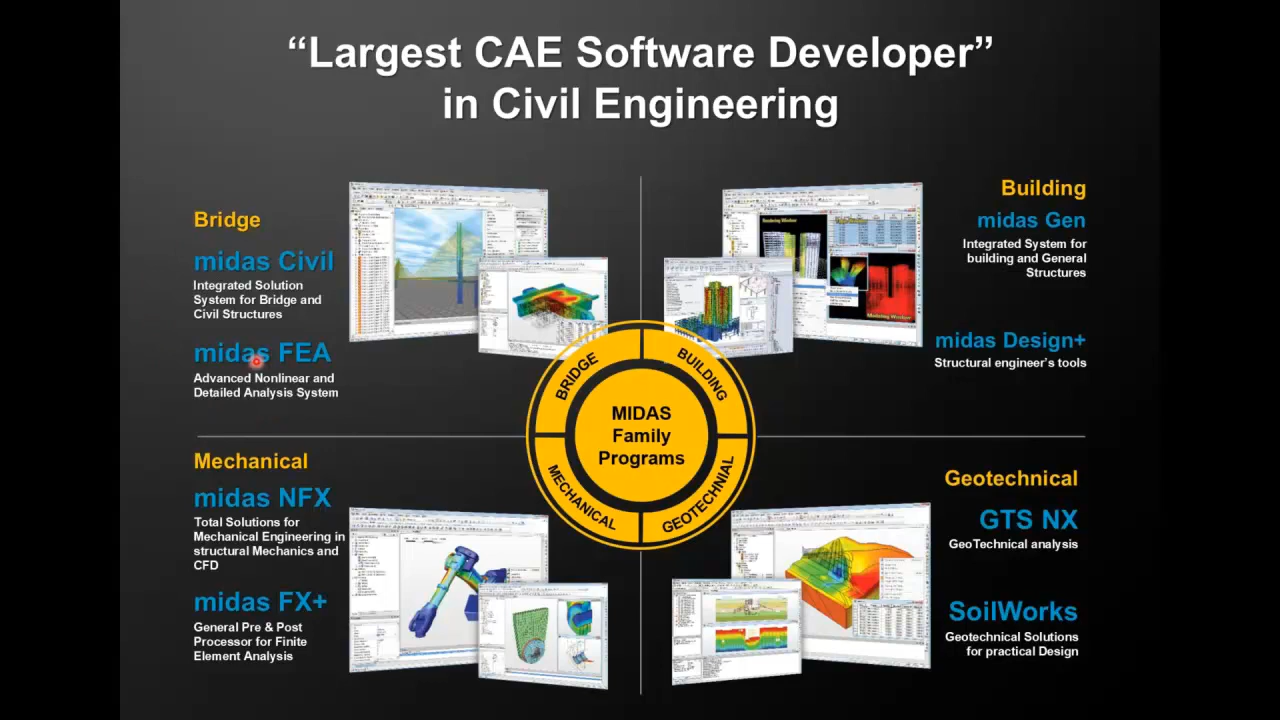 “Largest CAE Software Developer”
in Civil Engineering
Bridge
midas Civil
Integrated Solution
System for Bridge and
Civil Structures
midas FEA
Advanced Nonlinear and
Detailed Analysis System
Building
midas Gen
Integrated System for
building and General
Structures
midas Design+
Structural engineer’s tools
BRIDGE
BUILDING
MECHANICAL
GEOTECHNIAL
MIDAS
Family
Programs
Mechanical
midas NFX
Total Solutions for
Mechanical Engineering in
structural Mechanics and
CFD
midas FX+
General Pre & Post
Processor for Finite
Element Analysis
Geotechnical
GTS NX
GeoTechnical analysis
SoilWorks
Geotechnical Solutions
for practical Design